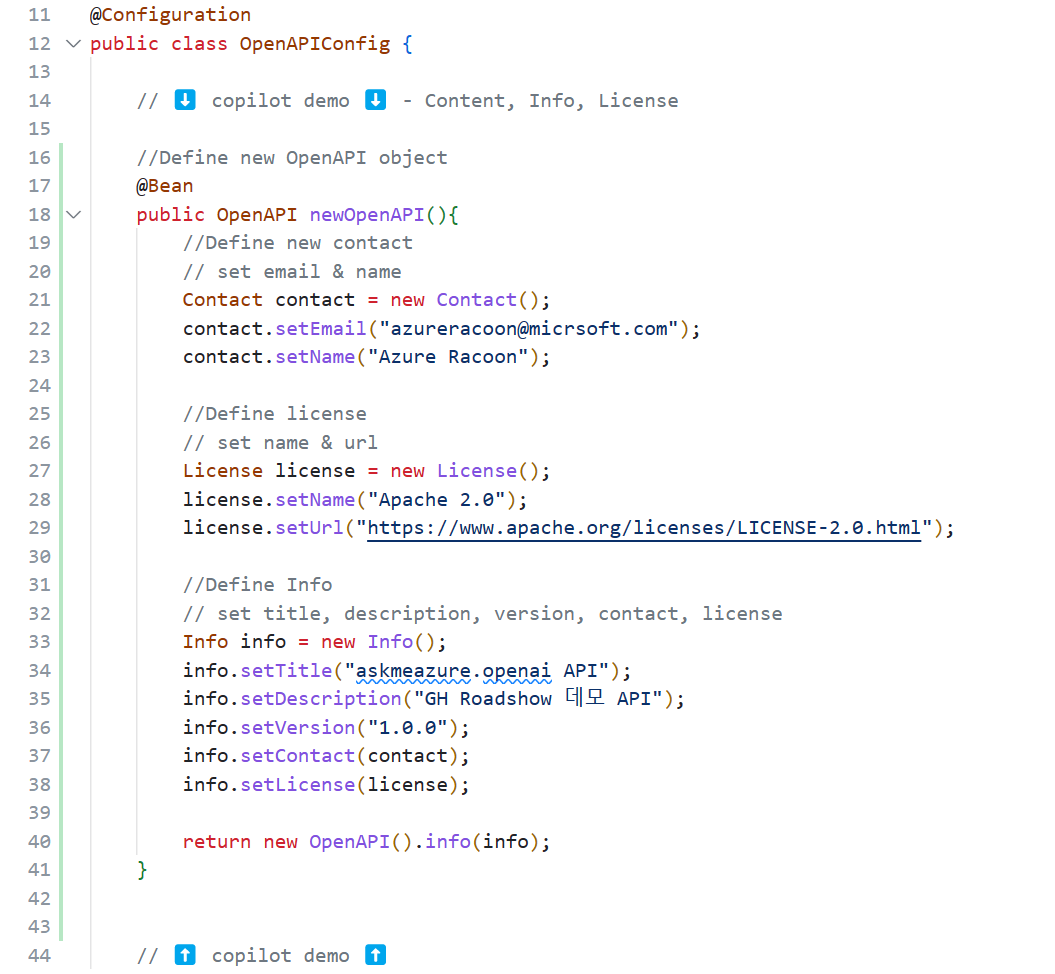 11 @Configuration
12 public class OpenAPIConfig {
13
14 // ⬇️ copilot demo ⬇️ - Content, Info, License
15
16 //Define new OpenAPI object
17 @Bean
18 public OpenAPI newOpenAPI(){
19 //Define new contact
20 // set email & name
21 Contact contact = new Contact();
22 contact.setEmail("azureracoon@micrsoft.com");
23 contact.setName("Azure Racoon");
24
25 //Define license
26 // set name & url
27 License license = new License();
28 license.setName("Apache 2.0");
29 license.setUrl("https://www.apache.org/licenses/LICENSE-2.0.html");
30
31 //Define Info
32 // set title, description, version, contact, license
33 Info info = new Info();
34 info.setTitle("askmeazure.openai API");
35 info.setDescription("GH Roadshow 데모 API");
36 info.setVersion("1.0.0");
37 info.setContact(contact);
38 info.setLicense(license);
39
40 return new OpenAPI().info(info);
41 }
42
43
44 // ⬆️ copilot demo ⬆️